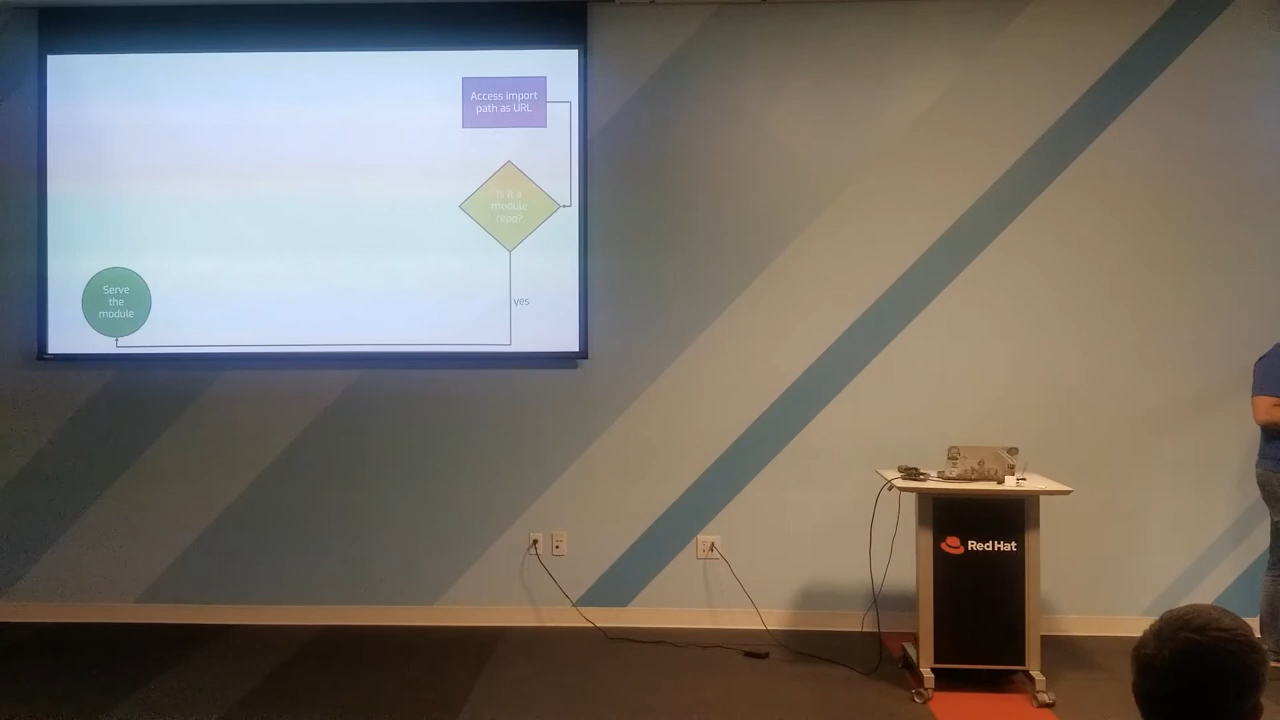 Access import
path as URL
Is it a
module
repo?
yes
Serve
the
module
Red Hat